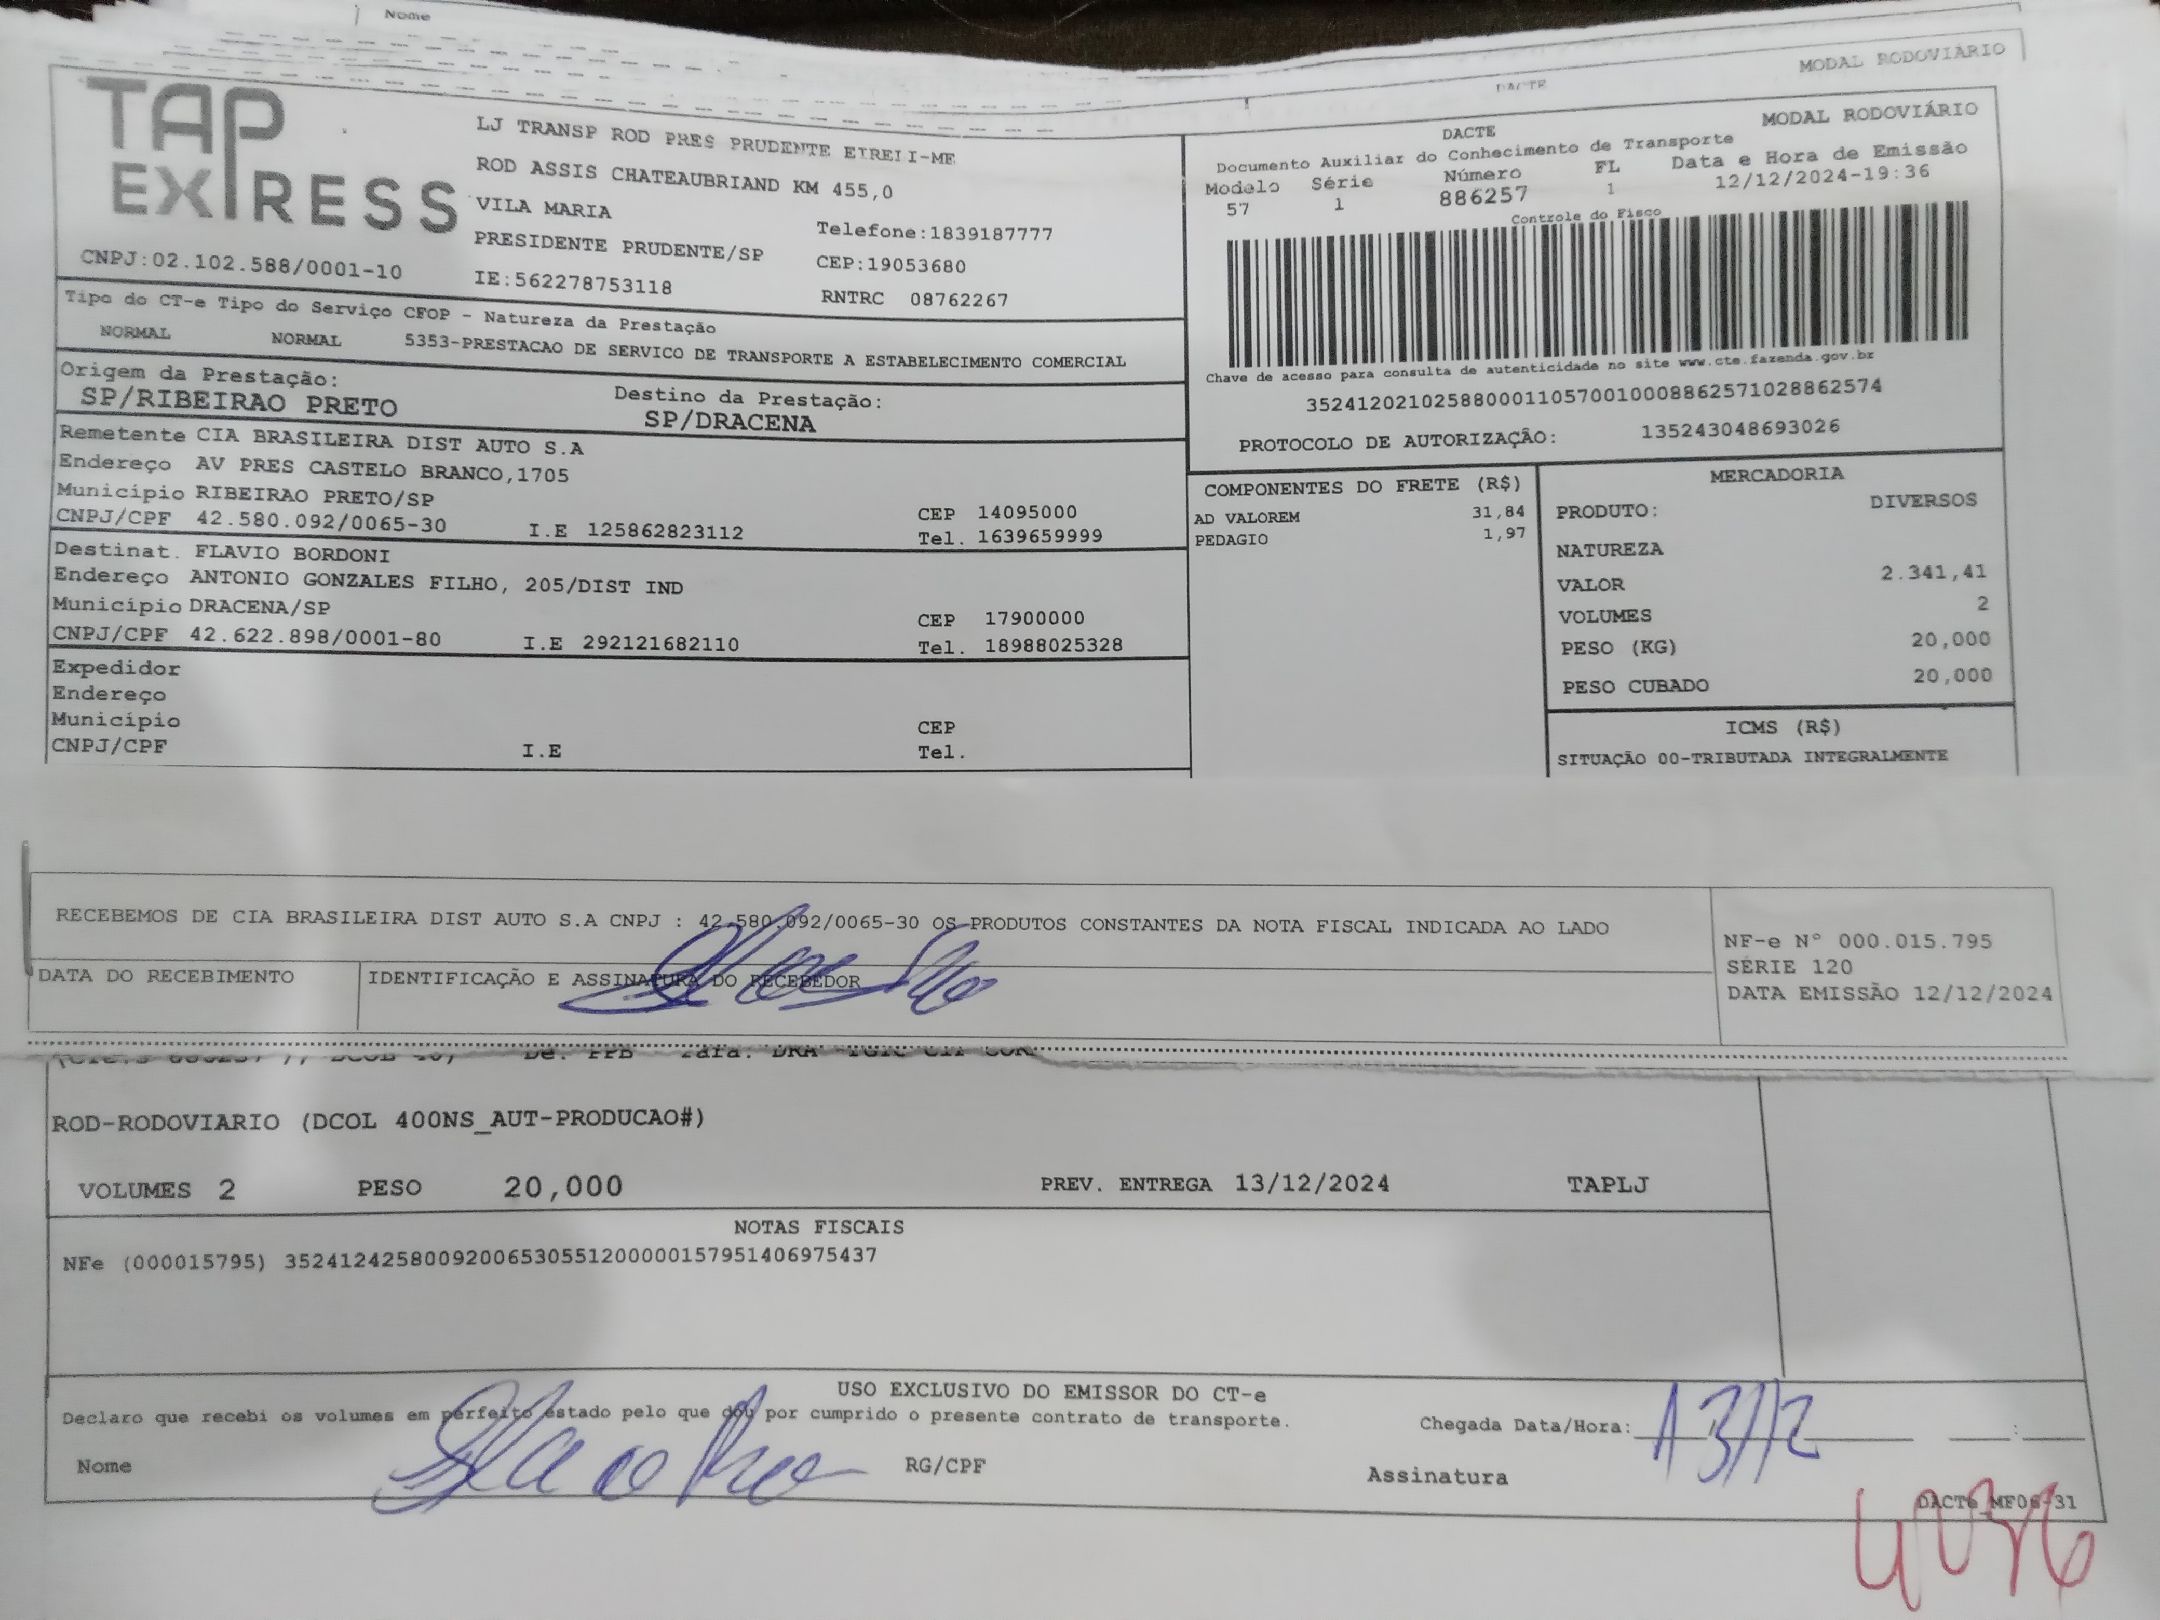 Nome
MODAL RODOVIÁRIO
DACTE
TAP
EXPRESS
CNPJ:02.102.588/0001-10
LJ TRANSP ROD PRES PRUDENTE EIRELI-ME
ROD ASSIS CHATEAUBRIAND KM 455,0
VILA MARIA
PRESIDENTE PRUDENTE/SP
IE:562278753118
Telefone:1839187777
CEP:19053680
RNTRC 08762267
DACTE MODAL RODOVIÁRIO
Documento Auxiliar do Conhecimento de Transporte
Modelo Série Número FL Data e Hora de Emissão
57 1 886257 1 12/12/2024-19:36
Controle do Fisco
Chave de acesso para consulta de autenticidade no site www.cte.fazenda.gov.br
35241202102588000110570010008862571028862574
PROTOCOLO DE AUTORIZAÇÃO: 135243048693026
Tipo do CT-e Tipo do Serviço CFOP - Natureza da Prestação
NORMAL NORMAL 5353-PRESTACAO DE SERVICO DE TRANSPORTE A ESTABELECIMENTO COMERCIAL
Origem da Prestação: Destino da Prestação:
SP/RIBEIRAO PRETO SP/DRACENA
Remetente CIA BRASILEIRA DIST AUTO S.A
Endereço AV PRES CASTELO BRANCO,1705
Município RIBEIRAO PRETO/SP CEP 14095000
CNPJ/CPF 42.580.092/0065-30 I.E 125862823112 Tel. 1639659999
Destinat. FLAVIO BORDONI
Endereço ANTONIO GONZALES FILHO, 205/DIST IND
Município DRACENA/SP CEP 17900000
CNPJ/CPF 42.622.898/0001-80 I.E 292121682110 Tel. 18988025328
Expedidor
Endereço
Município CEP
CNPJ/CPF I.E Tel.
COMPONENTES DO FRETE (R$)
AD VALOREM 31,84
PEDAGIO 1,97
MERCADORIA
PRODUTO: DIVERSOS
NATUREZA
VALOR 2.341,41
VOLUMES 2
PESO (KG) 20,000
PESO CUBADO 20,000
ICMS (R$)
SITUAÇÃO 00-TRIBUTADA INTEGRALMENTE
RECEBEMOS DE CIA BRASILEIRA DIST AUTO S.A CNPJ : 42.580.092/0065-30 OS PRODUTOS CONSTANTES DA NOTA FISCAL INDICADA AO LADO
DATA DO RECEBIMENTO IDENTIFICAÇÃO E ASSINATURA DO RECEBEDOR
NF-e Nº 000.015.795
SÉRIE 120
DATA EMISSÃO 12/12/2024
ROD-RODOVIARIO (DCOL 400NS_AUT-PRODUCAO#)
VOLUMES 2 PESO 20,000 PREV. ENTREGA 13/12/2024 TAPLJ
NOTAS FISCAIS
NFe (000015795) 35241242580092006530551200000157951406975437
USO EXCLUSIVO DO EMISSOR DO CT-e
Declaro que recebi os volumes em perfeito estado pelo que dou por cumprido o presente contrato de transporte.
Chegada Data/Hora: 13/12 :
Nome RG/CPF Assinatura
DACTe MF06-31